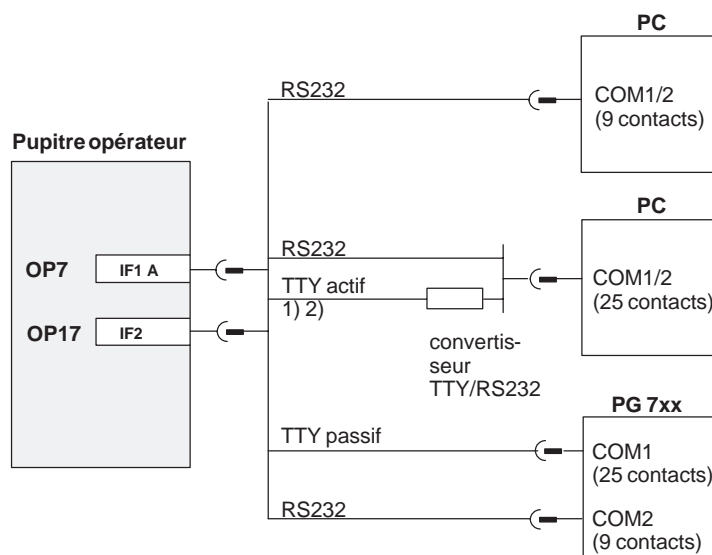 PC
RS232
COM1/2
(9 contacts)
Pupitre opérateur
PC
RS232
OP7
IF1 A
COM1/2
(25 contacts)
TTY actif
1) 2)
OP17
IF2
convertis-
seur
TTY/RS232
PG 7xx
TTY passif
COM1
(25 contacts)
RS232
COM2
(9 contacts)